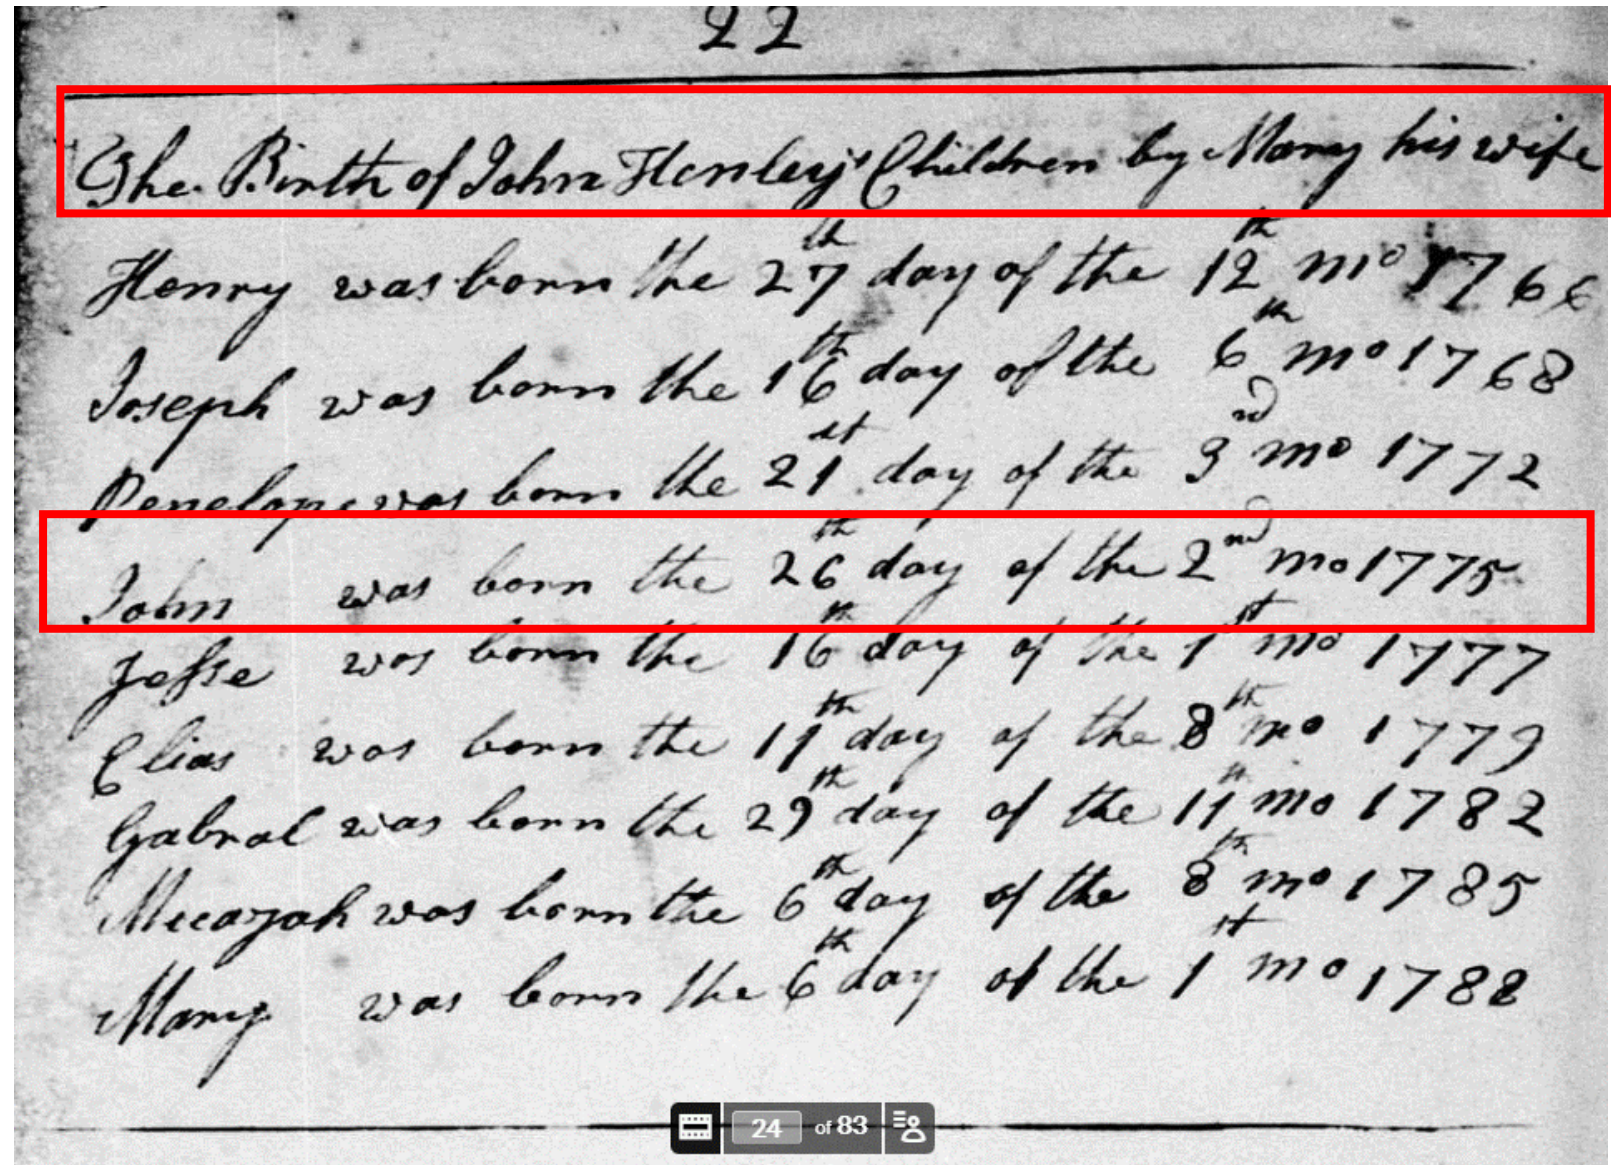 22
The Birth of John Henley's Children by Mary his wife
Henry was born the 27th day of the 12th mo 1766
Joseph was born the 16th day of the 6th mo 1768
Penelope was born the 21st day of the 3nd mo 1772
John was born the 26th day of the 2nd mo 1775
Jesse was born the 16th day of the 1st mo 1777
Elias was born the 11th day of the 8th mo 1779
Gabral was born the 29th day of the 11th mo 1782
Mecajah was born the 6th day of the 8th mo 1785
Mary was born the 6th day of the 1st mo 1788
24 of 83